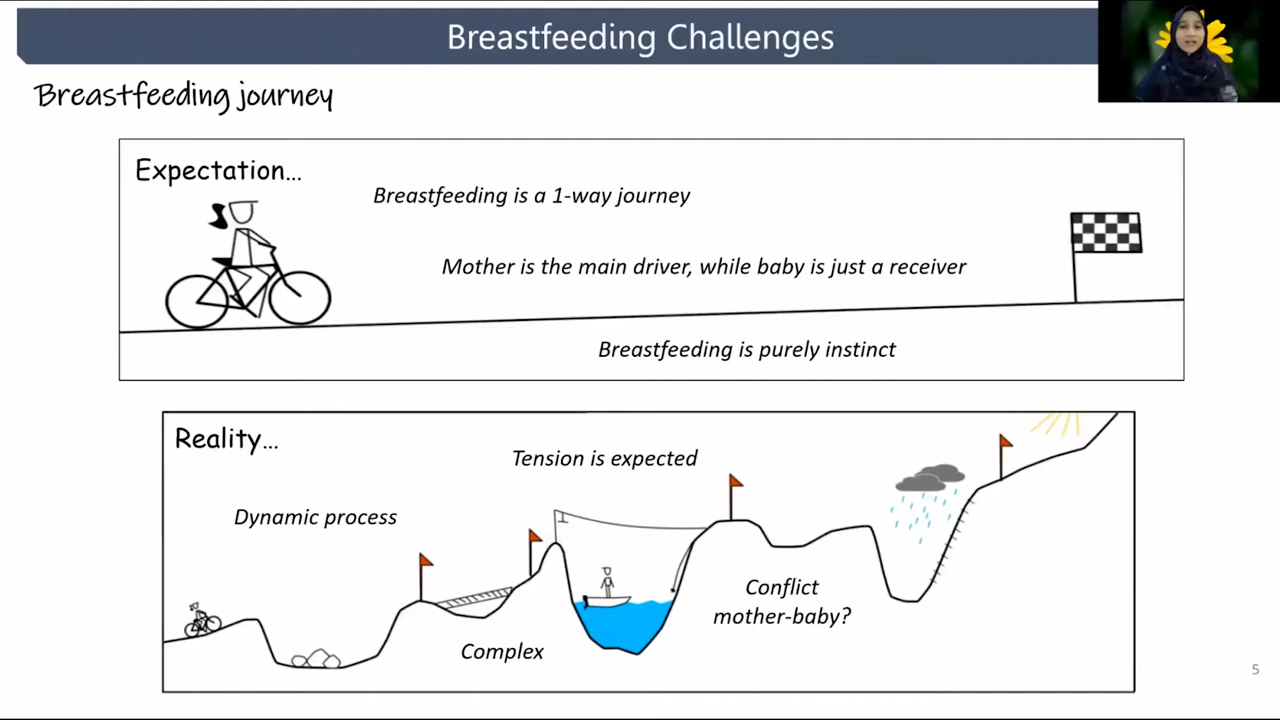 Breastfeeding Challenges
Breastfeeding journey
Expectation...
Breastfeeding is a 1-way journey
Mother is the main driver, while baby is just a receiver
Breastfeeding is purely instinct
Reality...
Tension is expected
Dynamic process
Conflict
mother-baby?
Complex
5